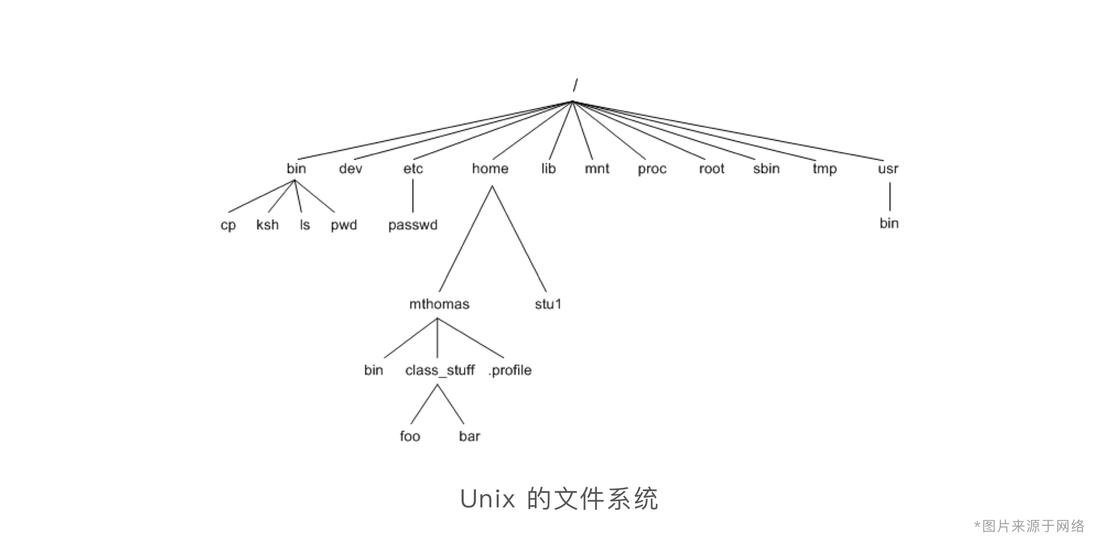 /
bin dev etc home lib mnt proc root sbin tmp usr
cp ksh ls pwd passwd bin
mthomas stu1
bin class_stuff .profile
foo bar
Unix 的文件系统
*图片来源于网络